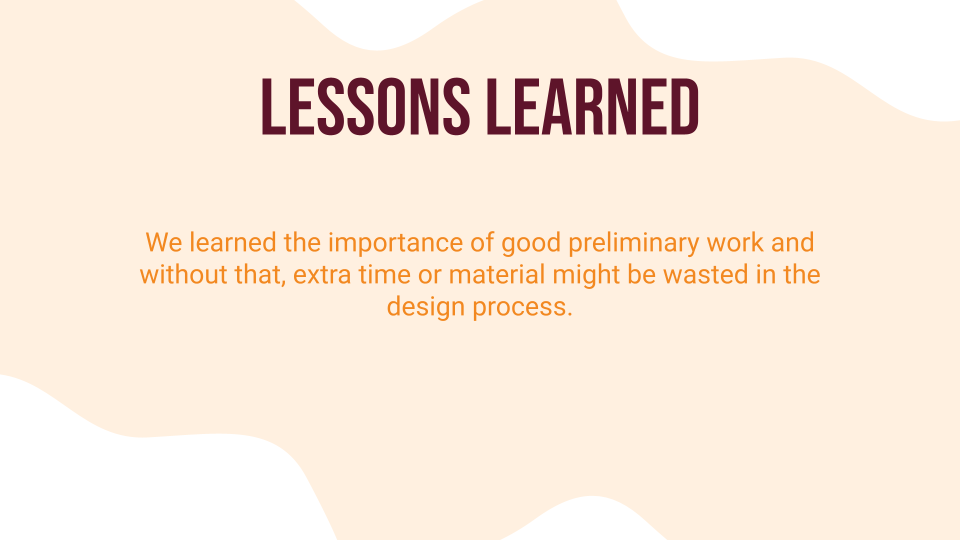 LESSONS LEARNED
We learned the importance of good preliminary work and
without that, extra time or material might be wasted in the
design process.